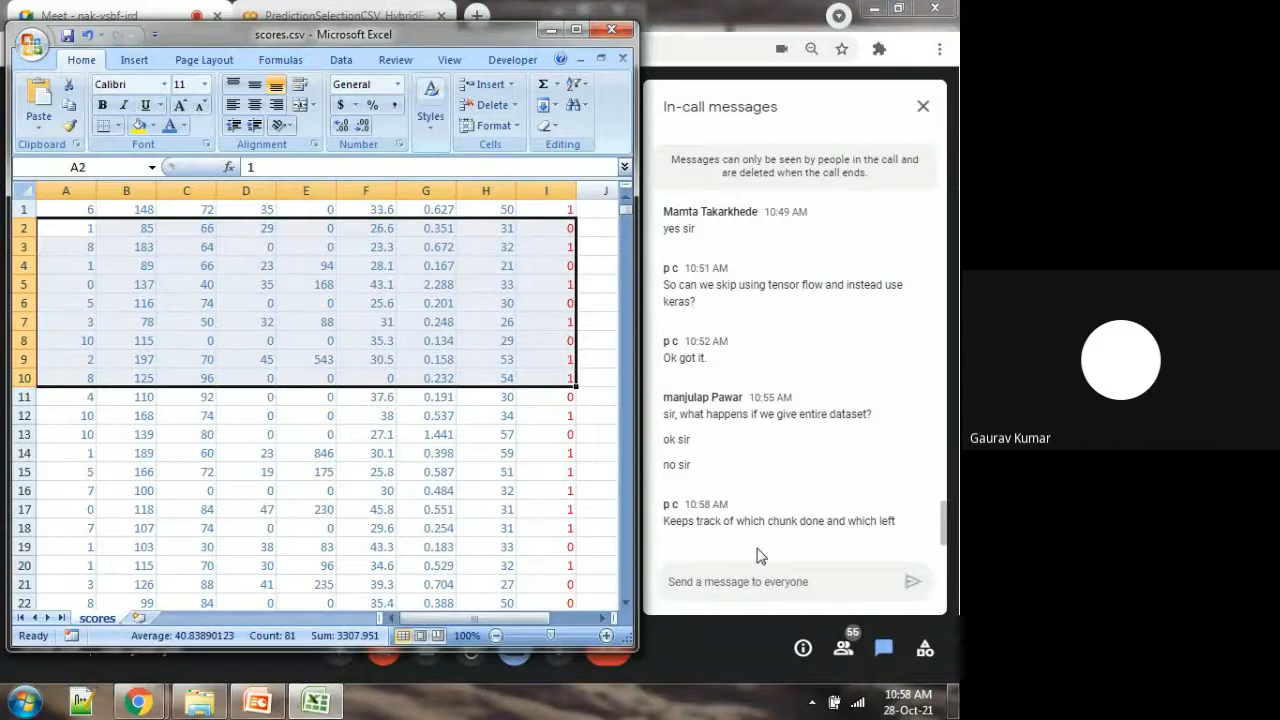 Meet - nak-vsbf-ird
PredictionSelectionCSV_HybridE
scores.csv - Microsoft Excel
Home Insert Page Layout Formulas Data Review View Developer
Calibri 11 General Insert
Paste B I U A A $ % , Styles Delete
Format
Clipboard Font Alignment Number Cells Editing
A2 fx 1
A B C D E F G H I J
1 6 148 72 35 0 33.6 0.627 50 1
2 1 85 66 29 0 26.6 0.351 31 0
3 8 183 64 0 0 23.3 0.672 32 1
4 1 89 66 23 94 28.1 0.167 21 0
5 0 137 40 35 168 43.1 2.288 33 1
6 5 116 74 0 0 25.6 0.201 30 0
7 3 78 50 32 88 31 0.248 26 1
8 10 115 0 0 0 35.3 0.134 29 0
9 2 197 70 45 543 30.5 0.158 53 1
10 8 125 96 0 0 0 0.232 54 1
11 4 110 92 0 0 37.6 0.191 30 0
12 10 168 74 0 0 38 0.537 34 1
13 10 139 80 0 0 27.1 1.441 57 0
14 1 189 60 23 846 30.1 0.398 59 1
15 5 166 72 19 175 25.8 0.587 51 1
16 7 100 0 0 0 30 0.484 32 1
17 0 118 84 47 230 45.8 0.551 31 1
18 7 107 74 0 0 29.6 0.254 31 1
19 1 103 30 38 83 43.3 0.183 33 0
20 1 115 70 30 96 34.6 0.529 32 1
21 3 126 88 41 235 39.3 0.704 27 0
22 8 99 84 0 0 35.4 0.388 50 0
scores
Ready Average: 40.83890123 Count: 81 Sum: 3307.951 100%
In-call messages
Messages can only be seen by people in the call and
are deleted when the call ends.
Mamta Takarkhede 10:49 AM
yes sir
p c 10:51 AM
So can we skip using tensor flow and instead use
keras?
p c 10:52 AM
Ok got it.
manjulap Pawar 10:55 AM
sir, what happens if we give entire dataset?
ok sir
no sir
p c 10:58 AM
Keeps track of which chunk done and which left
Send a message to everyone
55
Gaurav Kumar
10:58 AM
28-Oct-21